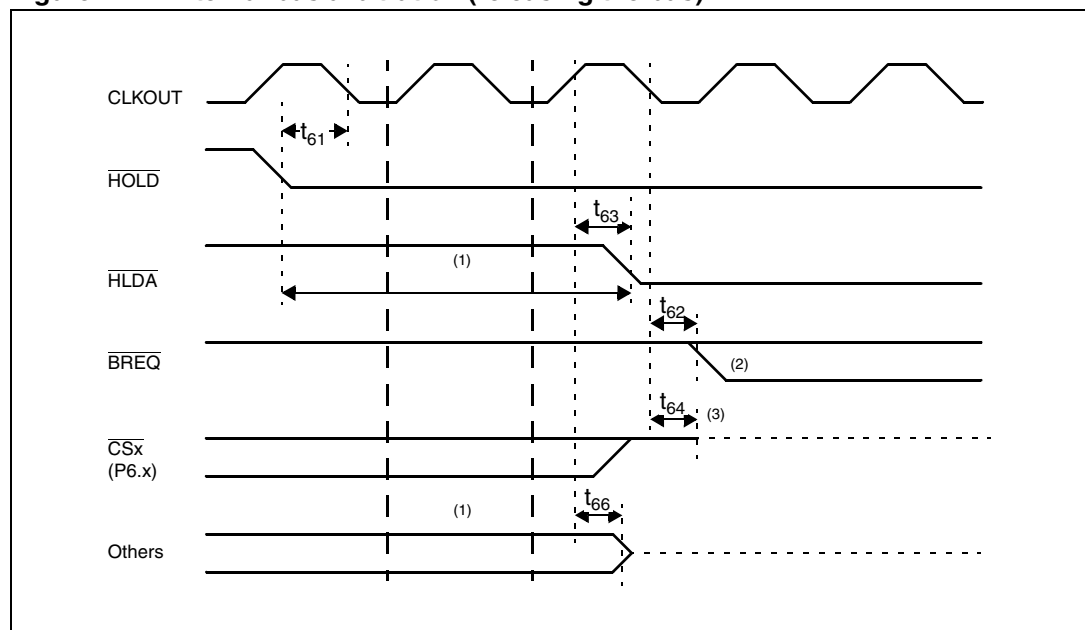 CLKOUT
t61
HOLD
t63
(1)
HLDA
t62
BREQ
(2)
t64
(3)
CSx
(P6.x)
(1)
t66
Others